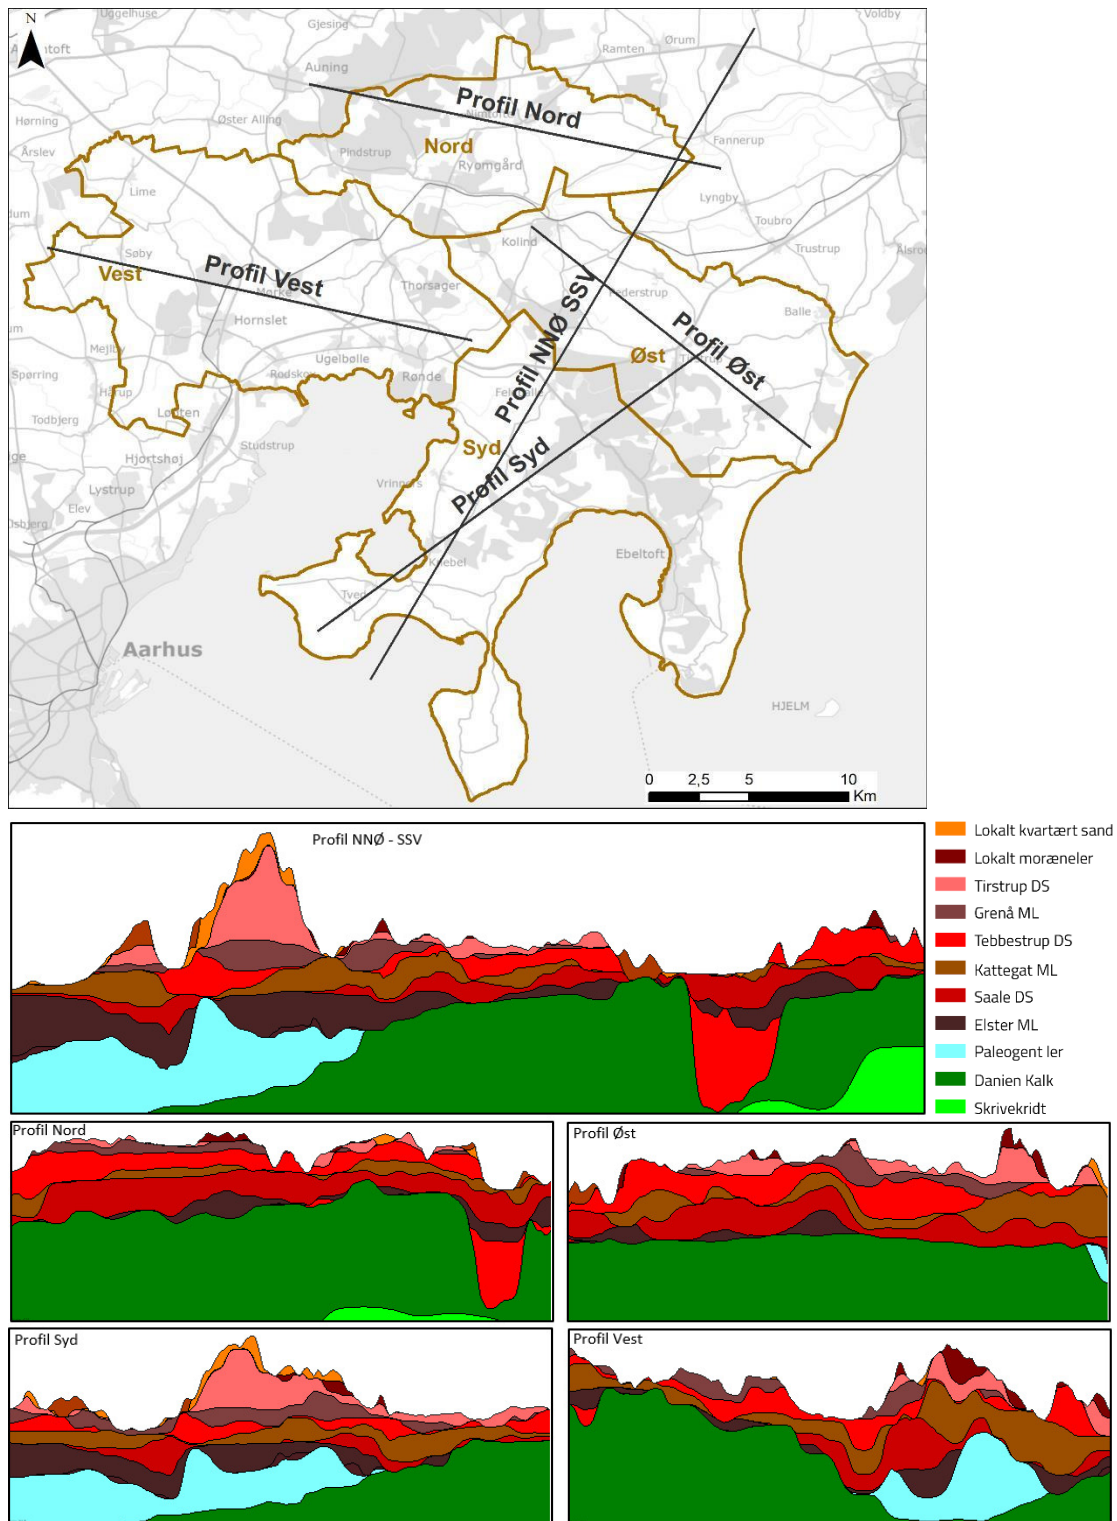 N
Uggelhuse
Gjesing
Voldby
Ørum
Ramten
Auning
Profil Nord
Hørning
Øster Alling
Fannerup
Årslev
Pindstrup
Nord
Ryomgård
Lime
Lyngby
Toubro
Kolind
Trustrup
Søby
Vest
Profil Vest
Thorsager
Mørke
Hornslet
Balle
Profil Øst
Profil NNØ SSV
Mejlby
Ugelbølle
Øst
Spørring
Rodskov
Rønde
Hårup
Todbjerg
Løgten
Syd
Profil Syd
Studstrup
Hjortshøj
Vrinners
Lystrup
Elev
Ebeltoft
Knebel
Tved
Aarhus
HJELM
0 2,5 5 10
Km
Profil NNØ - SSV
Lokalt kvartært sand
Lokalt moræneler
Tirstrup DS
Grenå ML
Tebbestrup DS
Kattegat ML
Saale DS
Elster ML
Paleogent ler
Danien Kalk
Skrivekridt
Profil Nord
Profil Øst
Profil Syd
Profil Vest